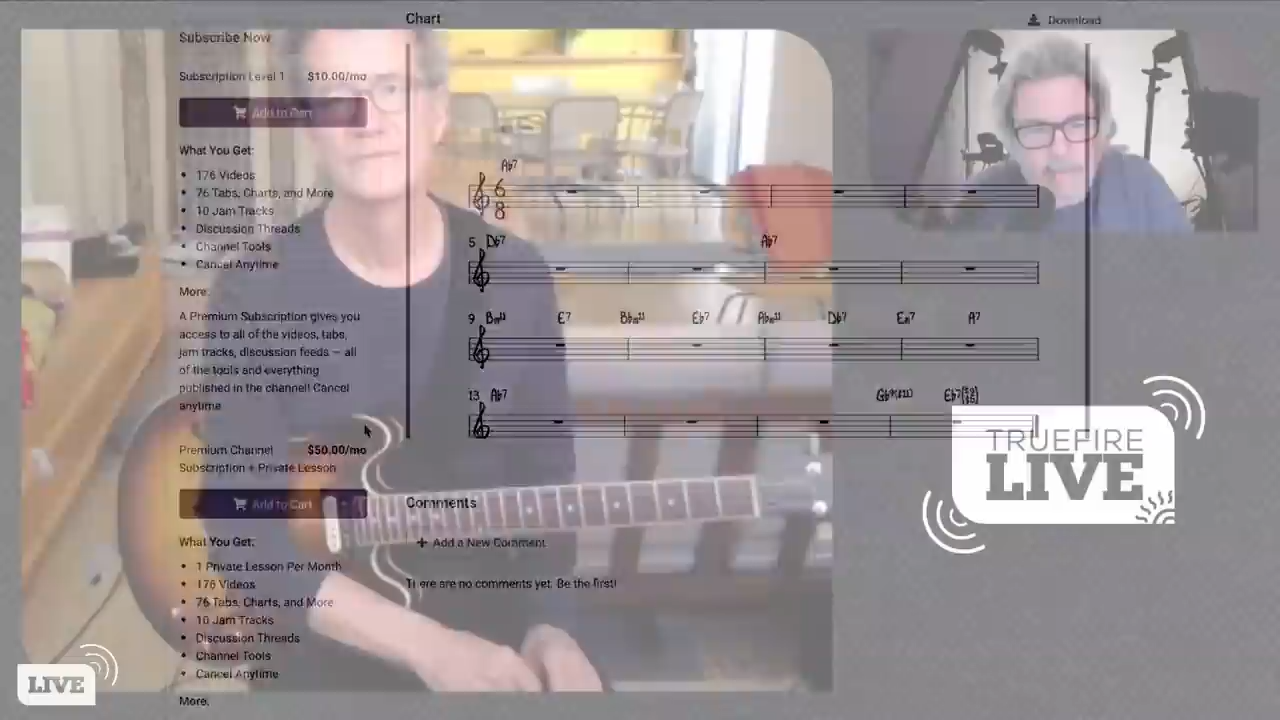 Chart
Download
Subscribe Now
Subscription Level 1 $10.00/mo
Add to Cart
What You Get:
• 176 Videos
• 76 Tabs, Charts, and More
• 10 Jam Tracks
• Discussion Threads
• Channel Tools
• Cancel Anytime
More:
A Premium Subscription gives you
access to all of the videos, tabs,
jam tracks, discussion feeds — all
of the tools and everything
published in the channel! Cancel
anytime
Premium Channel $50.00/mo
Subscription + Private Lesson
Add to Cart
What You Get:
• 1 Private Lesson Per Month
• 176 Videos
• 76 Tabs, Charts, and More
• 10 Jam Tracks
• Discussion Threads
• Channel Tools
• Cancel Anytime
More:
A♭7
6
8
5 D♭7 A♭7
9 Bm11 E7 B♭m11 E♭7 A♭m11 D♭7 Em7 A7
13 A♭7
Comments
+ Add a New Comment
There are no comments yet. Be the first!
TRUEFIRE
LIVE
LIVE